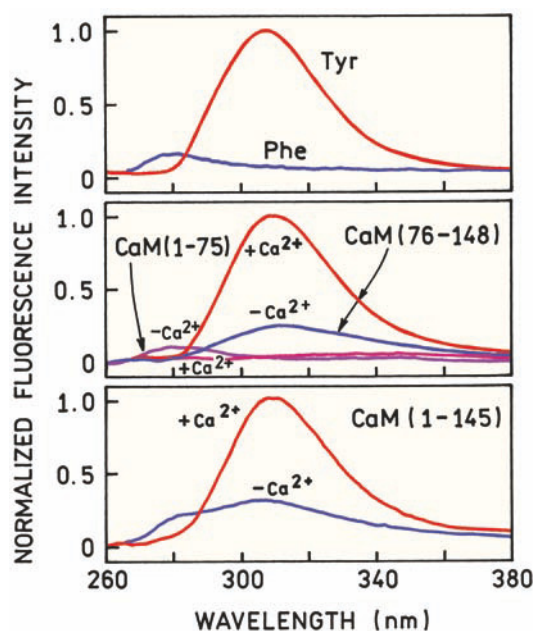 NORMALIZED FLUORESCENCE INTENSITY
1.0
0.5
0
Tyr
Phe
1.0
0.5
0
CaM(1-75)
+Ca2+
CaM(76-148)
-Ca2+
-Ca2+
+Ca2+
1.0
0.5
0
+Ca2+
CaM(1-145)
-Ca2+
260 300 340 380
WAVELENGTH (nm)